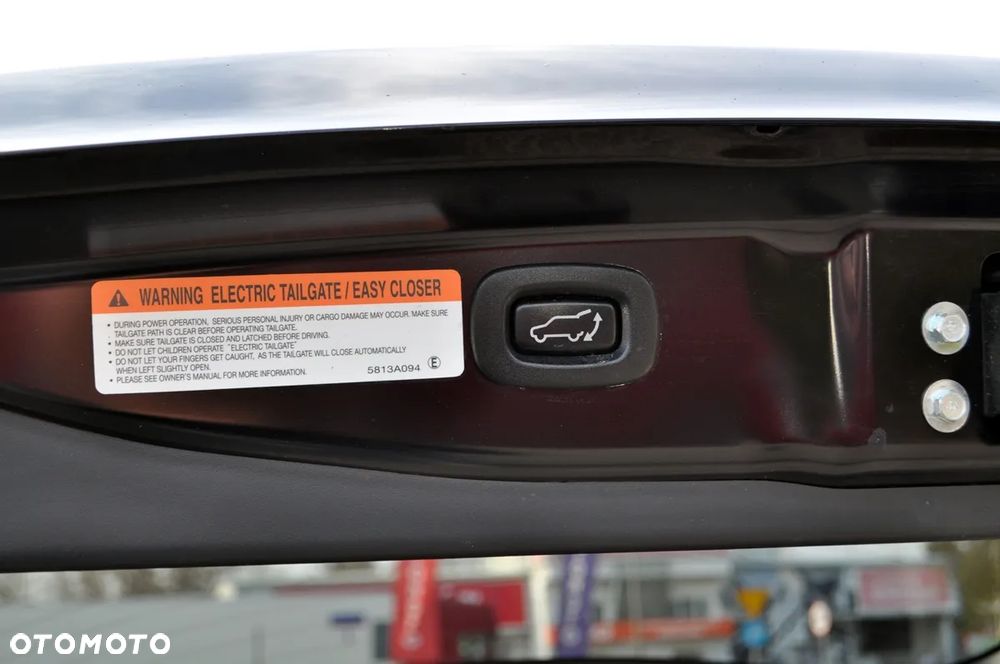 WARNING ELECTRIC TAILGATE / EASY CLOSER
• DURING POWER OPERATION, SERIOUS PERSONAL INJURY OR CARGO DAMAGE MAY OCCUR. MAKE SURE
TAILGATE PATH IS CLEAR BEFORE OPERATING TAILGATE.
• MAKE SURE TAILGATE IS CLOSED AND LATCHED BEFORE DRIVING.
• DO NOT LET CHILDREN OPERATE "ELECTRIC TAILGATE"
• DO NOT LET YOUR FINGERS GET CAUGHT, AS THE TAILGATE WILL CLOSE AUTOMATICALLY
WHEN LEFT SLIGHTLY OPEN.
• PLEASE SEE OWNER'S MANUAL FOR MORE INFORMATION.
5813A094 E
OTOMOTO